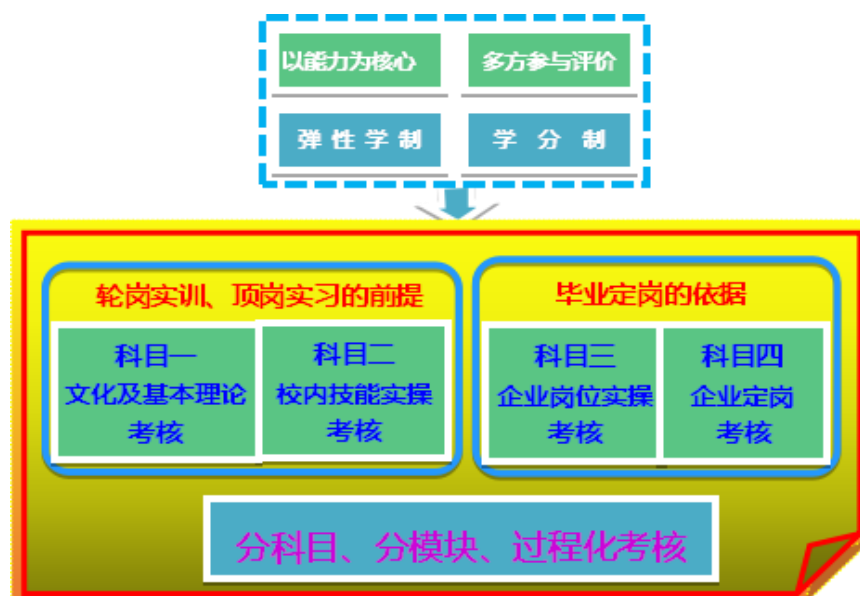 以能力为核心
多方参与评价
弹性学制
学分制
轮岗实训、顶岗实习的前提
科目一
文化及基本理论
考核
科目二
校内技能实操
考核
毕业定岗的依据
科目三
企业岗位实操
考核
科目四
企业定岗
考核
分科目、分模块、过程化考核